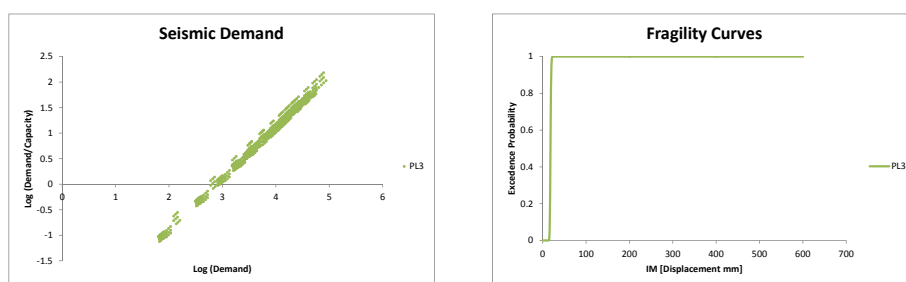 Seismic Demand
2.5
2
1.5
1
0.5
0
-0.5
-1
-1.5
0 1 2 3 4 5 6
Log (Demand/Capacity)
Log (Demand)
PL3
Fragility Curves
1
0.8
0.6
0.4
0.2
0
0 100 200 300 400 500 600 700
Excedence Probability
IM [Displacement mm]
PL3